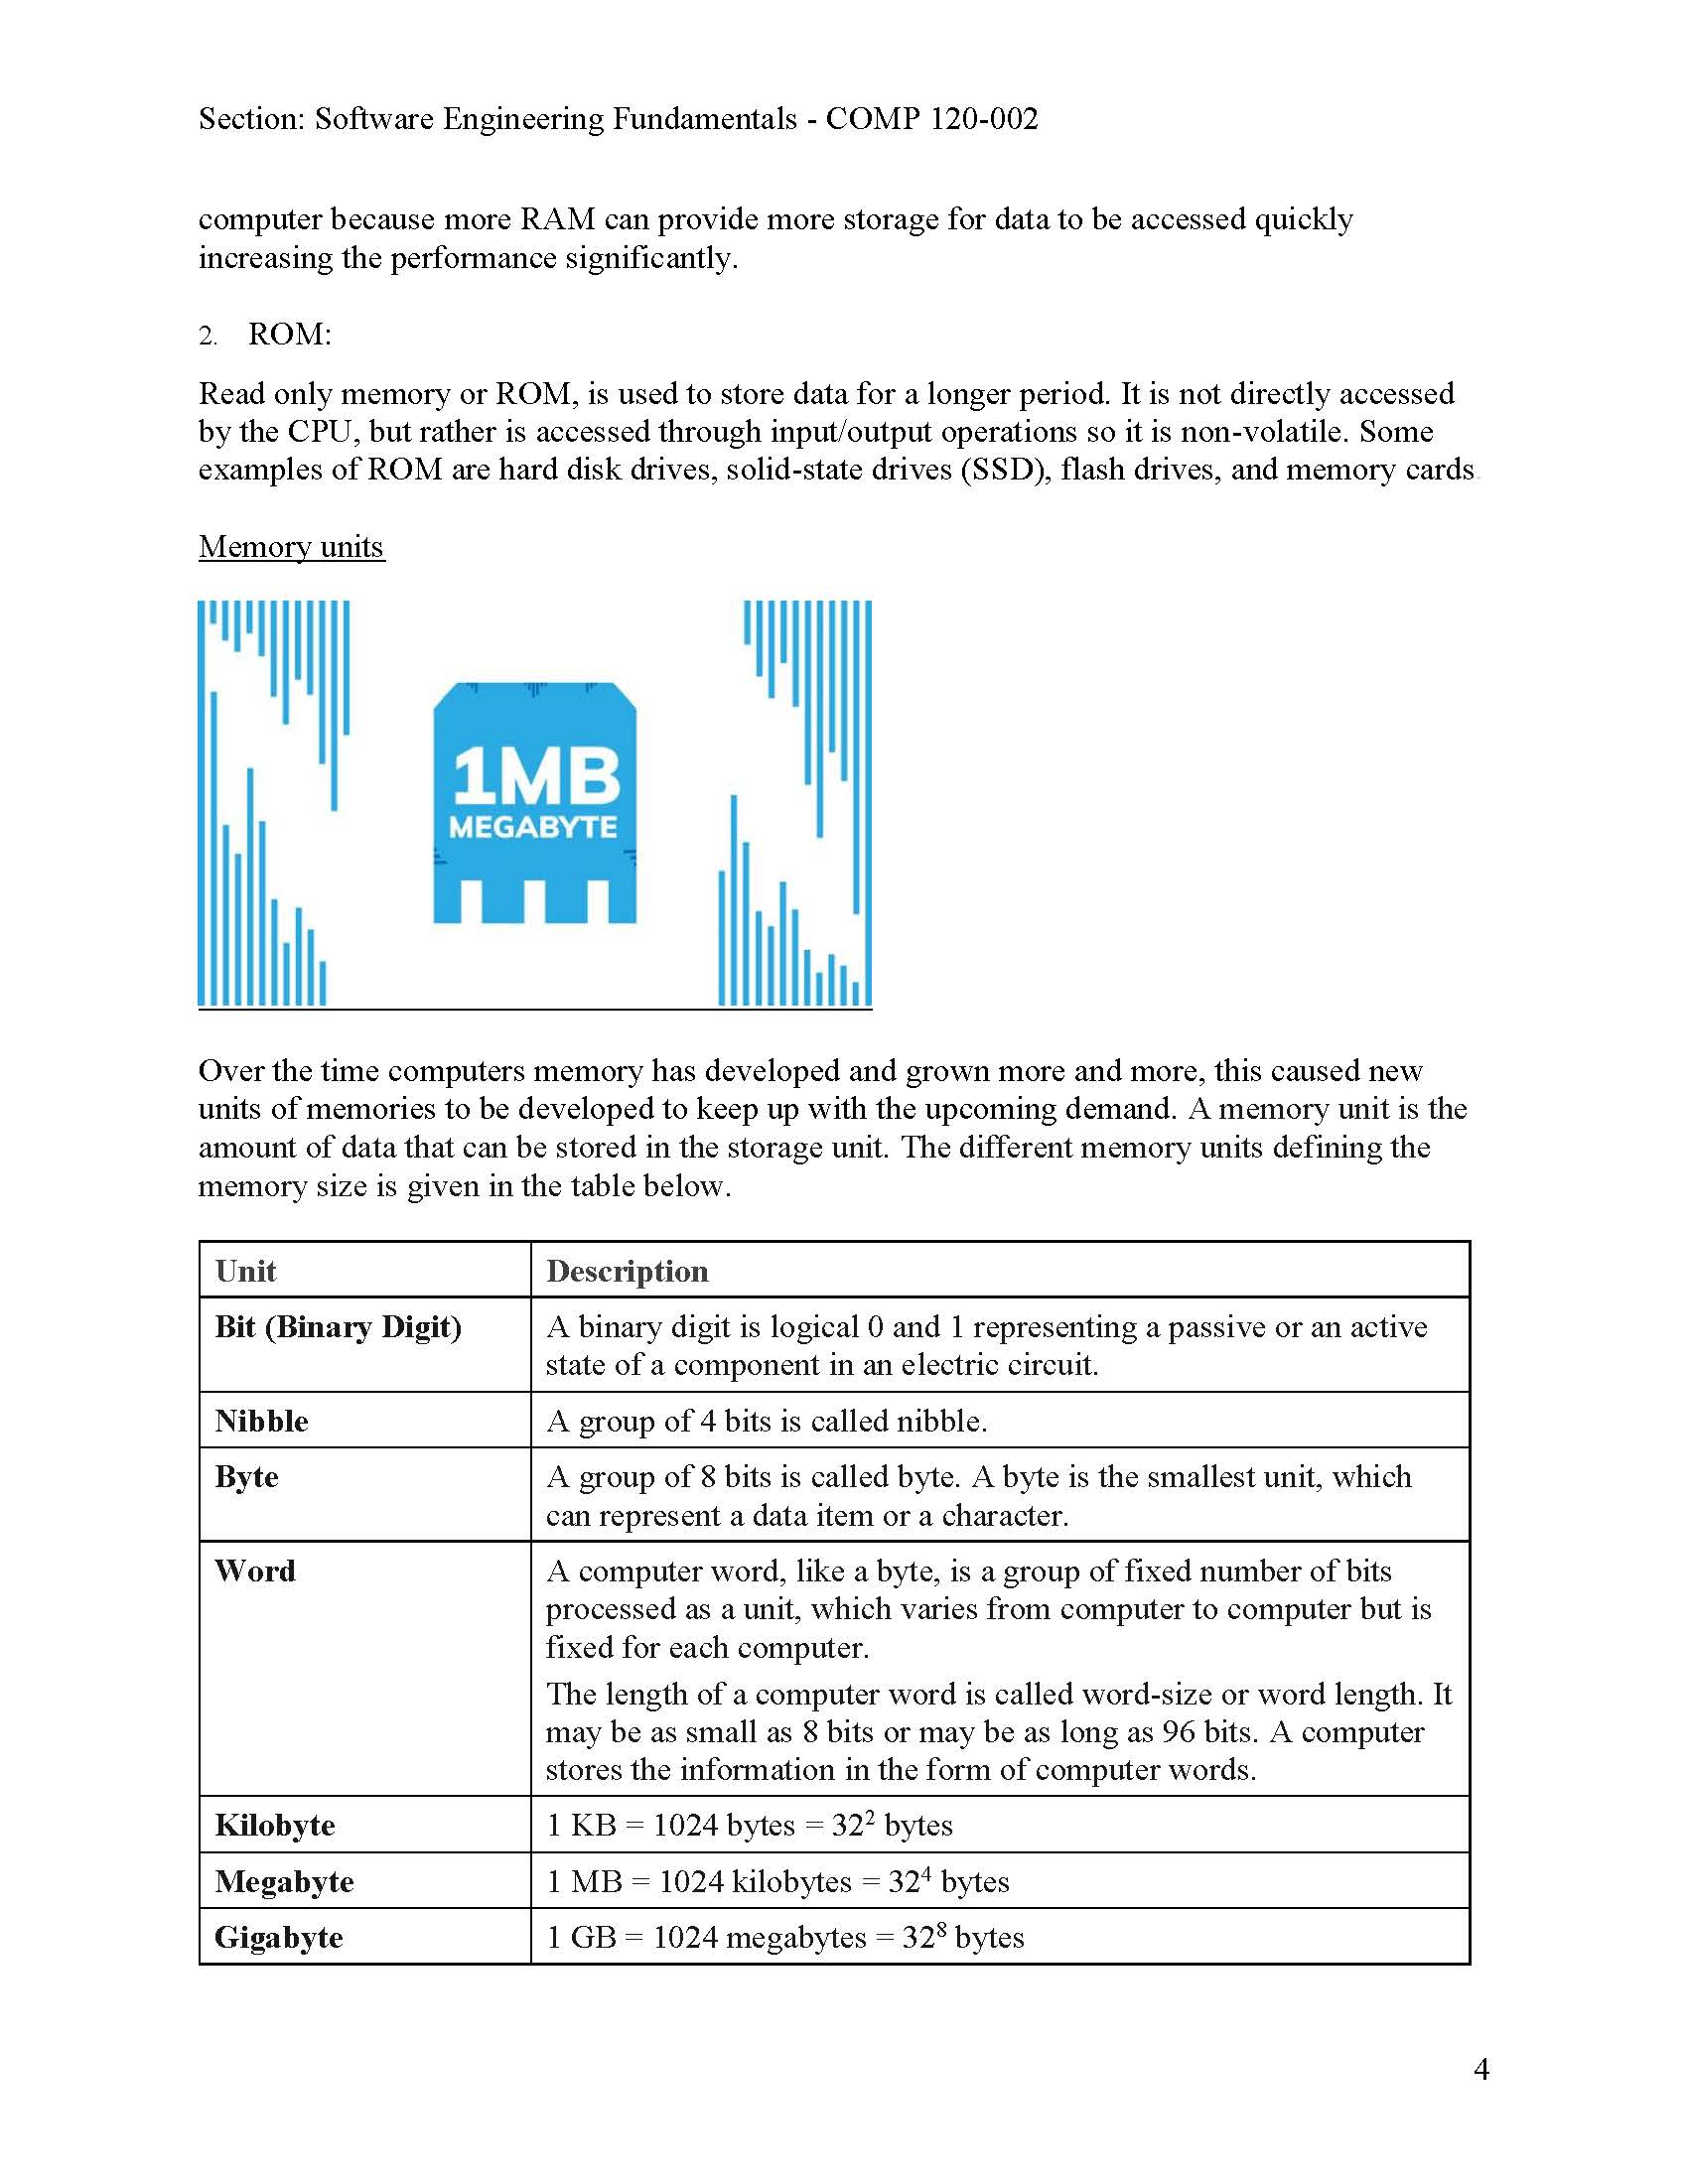 Section: Software Engineering Fundamentals - COMP 120-002
computer because more RAM can provide more storage for data to be accessed quickly
increasing the performance significantly.
2. ROM:
Read only memory or ROM, is used to store data for a longer period. It is not directly accessed
by the CPU, but rather is accessed through input/output operations so it is non-volatile. Some
examples of ROM are hard disk drives, solid-state drives (SSD), flash drives, and memory cards.
Memory units
1MB
MEGABYTE
Over the time computers memory has developed and grown more and more, this caused new
units of memories to be developed to keep up with the upcoming demand. A memory unit is the
amount of data that can be stored in the storage unit. The different memory units defining the
memory size is given in the table below.
Unit Description
Bit (Binary Digit) A binary digit is logical 0 and 1 representing a passive or an active
state of a component in an electric circuit.
Nibble A group of 4 bits is called nibble.
Byte A group of 8 bits is called byte. A byte is the smallest unit, which
can represent a data item or a character.
Word A computer word, like a byte, is a group of fixed number of bits
processed as a unit, which varies from computer to computer but is
fixed for each computer.
The length of a computer word is called word-size or word length. It
may be as small as 8 bits or may be as long as 96 bits. A computer
stores the information in the form of computer words.
Kilobyte 1 KB = 1024 bytes = 32² bytes
Megabyte 1 MB = 1024 kilobytes = 32⁴ bytes
Gigabyte 1 GB = 1024 megabytes = 32⁸ bytes
4